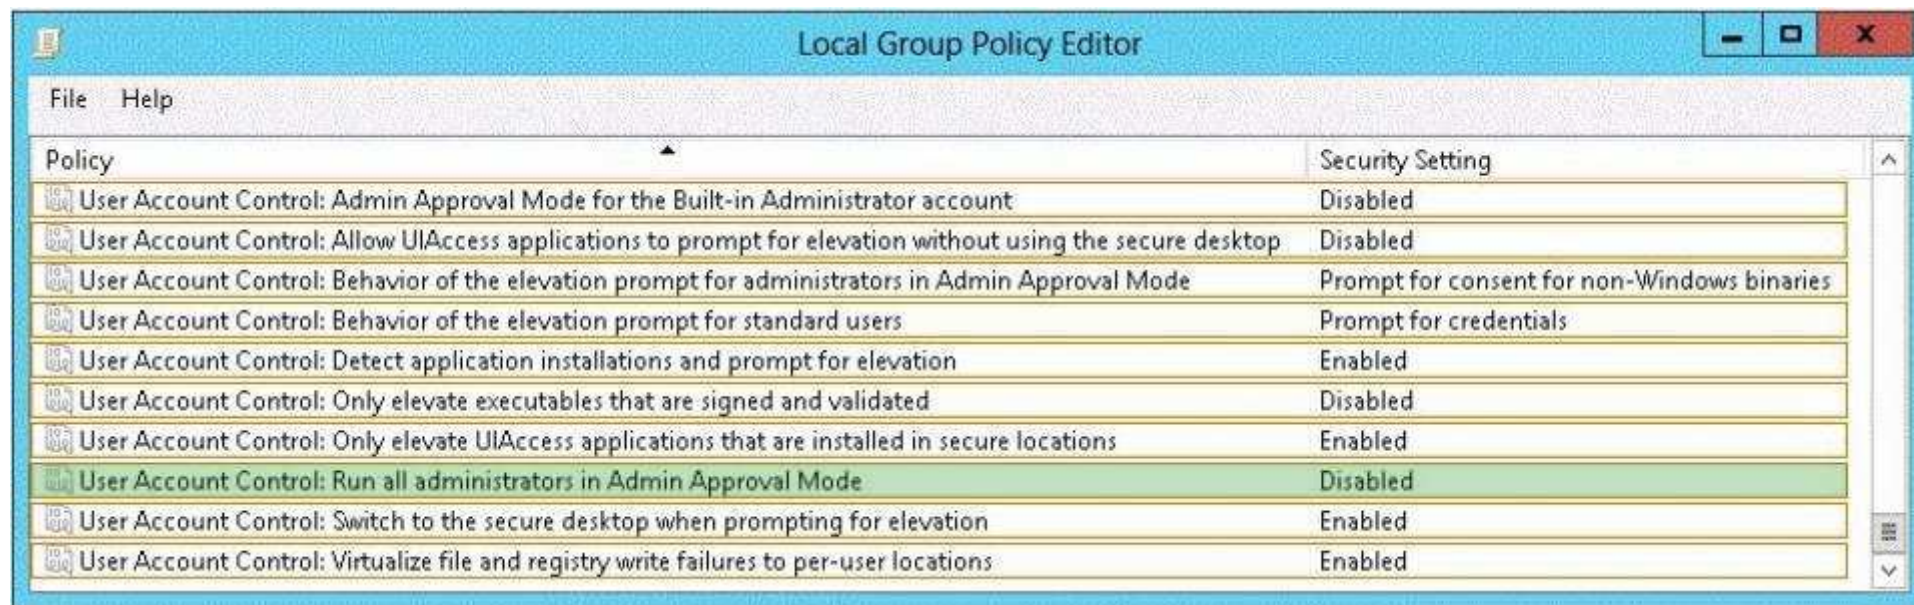 Local Group Policy Editor
File Help
Policy Security Setting
User Account Control: Admin Approval Mode for the Built-in Administrator account Disabled
User Account Control: Allow UIAccess applications to prompt for elevation without using the secure desktop Disabled
User Account Control: Behavior of the elevation prompt for administrators in Admin Approval Mode Prompt for consent for non-Windows binaries
User Account Control: Behavior of the elevation prompt for standard users Prompt for credentials
User Account Control: Detect application installations and prompt for elevation Enabled
User Account Control: Only elevate executables that are signed and validated Disabled
User Account Control: Only elevate UIAccess applications that are installed in secure locations Enabled
User Account Control: Run all administrators in Admin Approval Mode Disabled
User Account Control: Switch to the secure desktop when prompting for elevation Enabled
User Account Control: Virtualize file and registry write failures to per-user locations Enabled